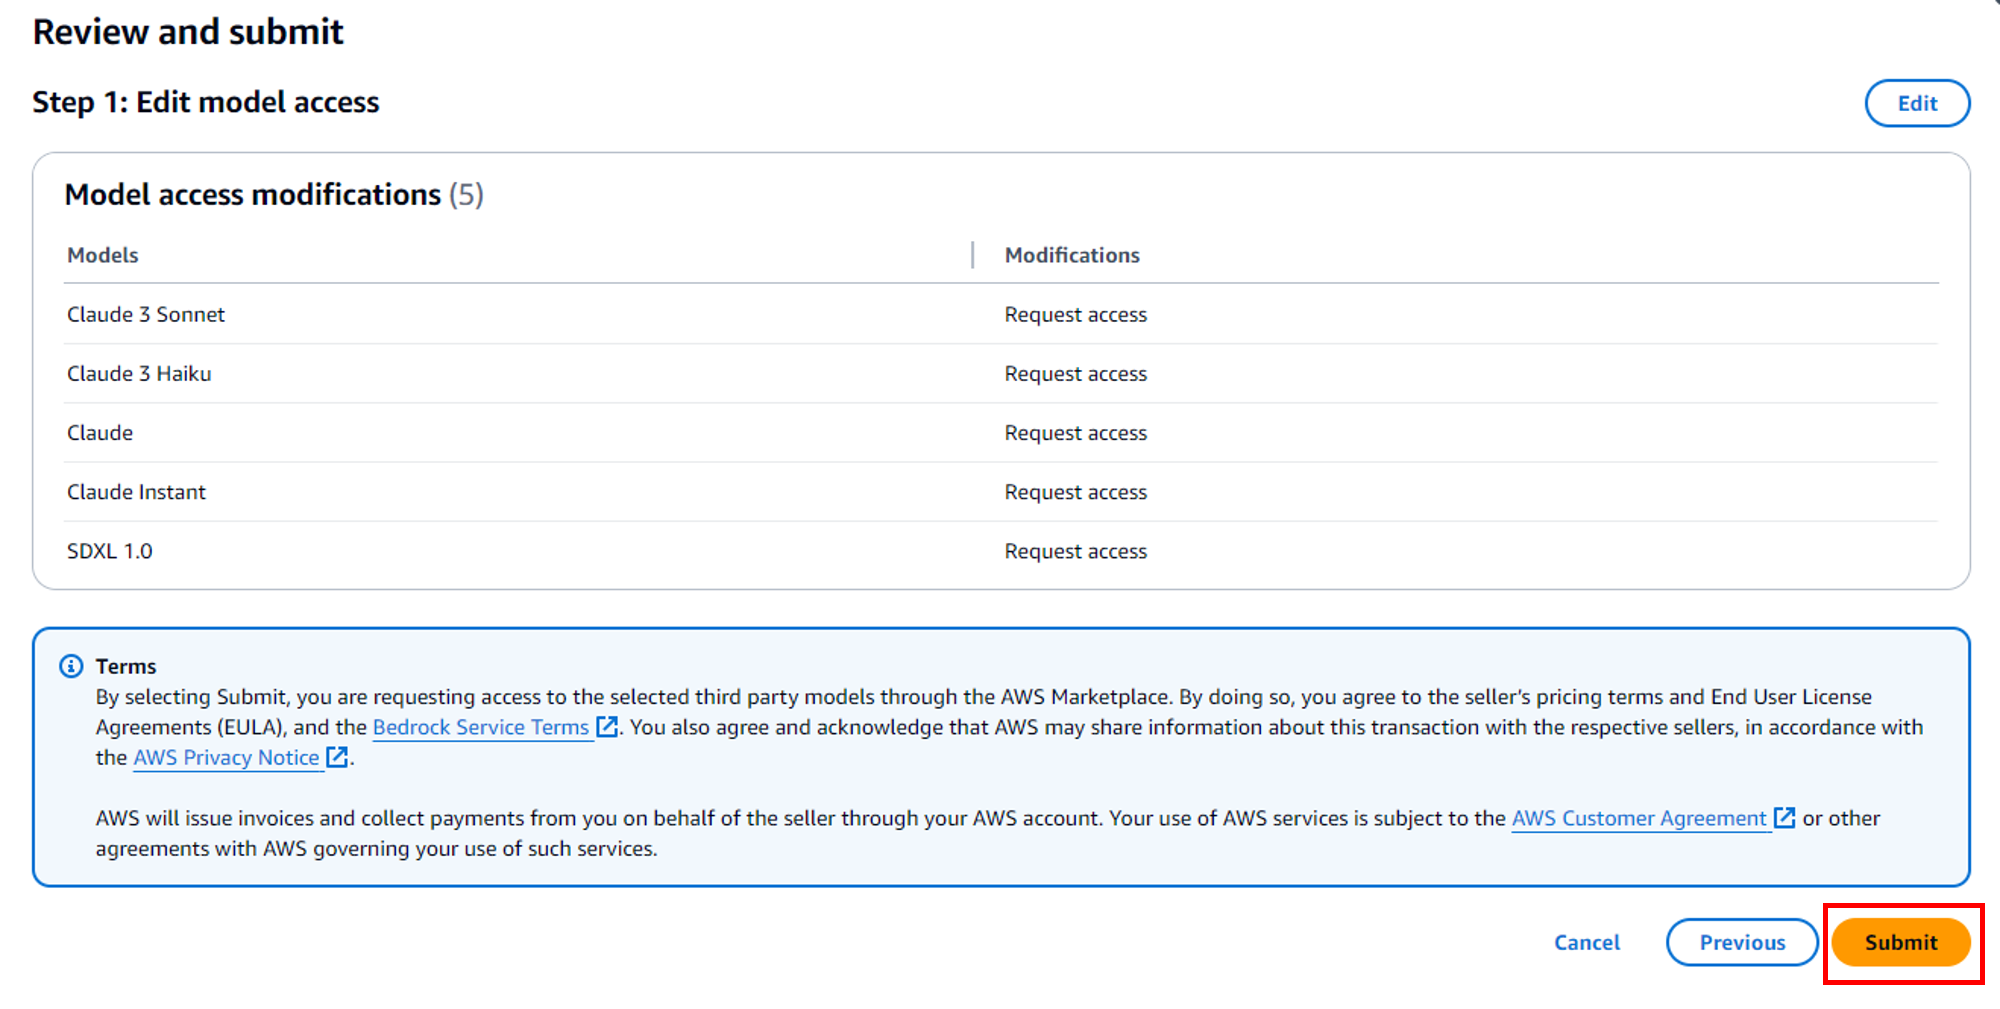 Review and submit
Step 1: Edit model access
Edit
Model access modifications (5)
Models
Modifications
Claude 3 Sonnet
Request access
Claude 3 Haiku
Request access
Claude
Request access
Claude Instant
Request access
SDXL 1.0
Request access
Terms
By selecting Submit, you are requesting access to the selected third party models through the AWS Marketplace. By doing so, you agree to the seller’s pricing terms and End User License
Agreements (EULA), and the Bedrock Service Terms. You also agree and acknowledge that AWS may share information about this transaction with the respective sellers, in accordance with
the AWS Privacy Notice.
AWS will issue invoices and collect payments from you on behalf of the seller through your AWS account. Your use of AWS services is subject to the AWS Customer Agreement or other
agreements with AWS governing your use of such services.
Cancel
Previous
Submit